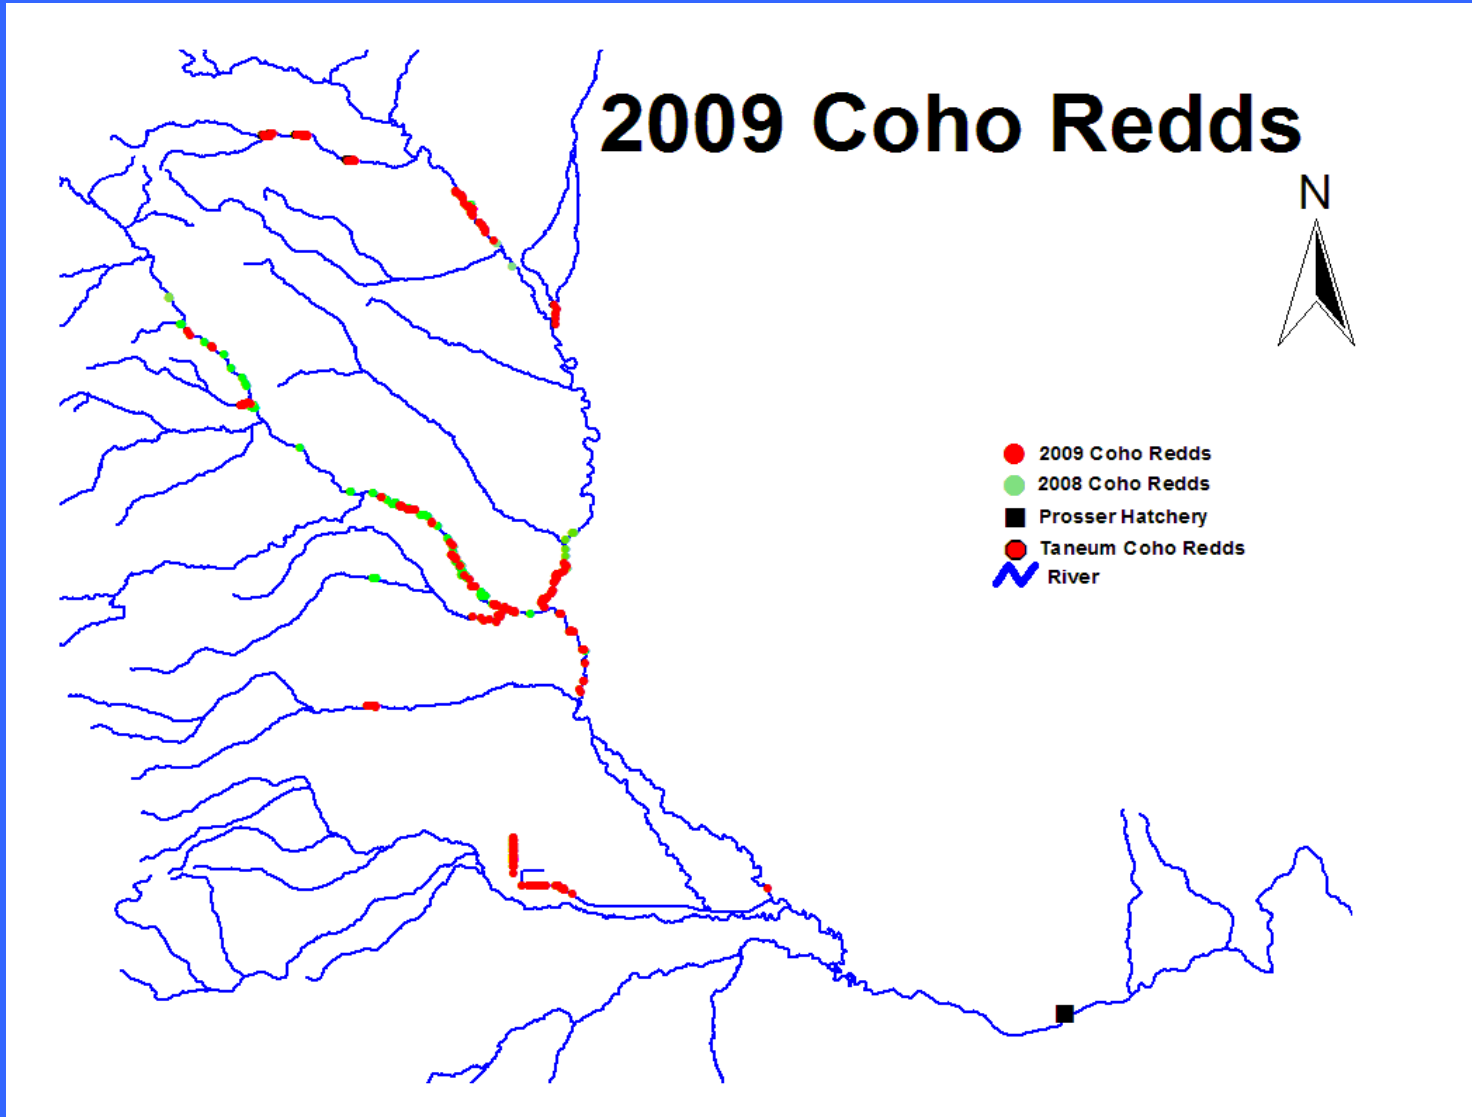 2009 Coho Redds
N
2009 Coho Redds
2008 Coho Redds
Prosser Hatchery
Taneum Coho Redds
River